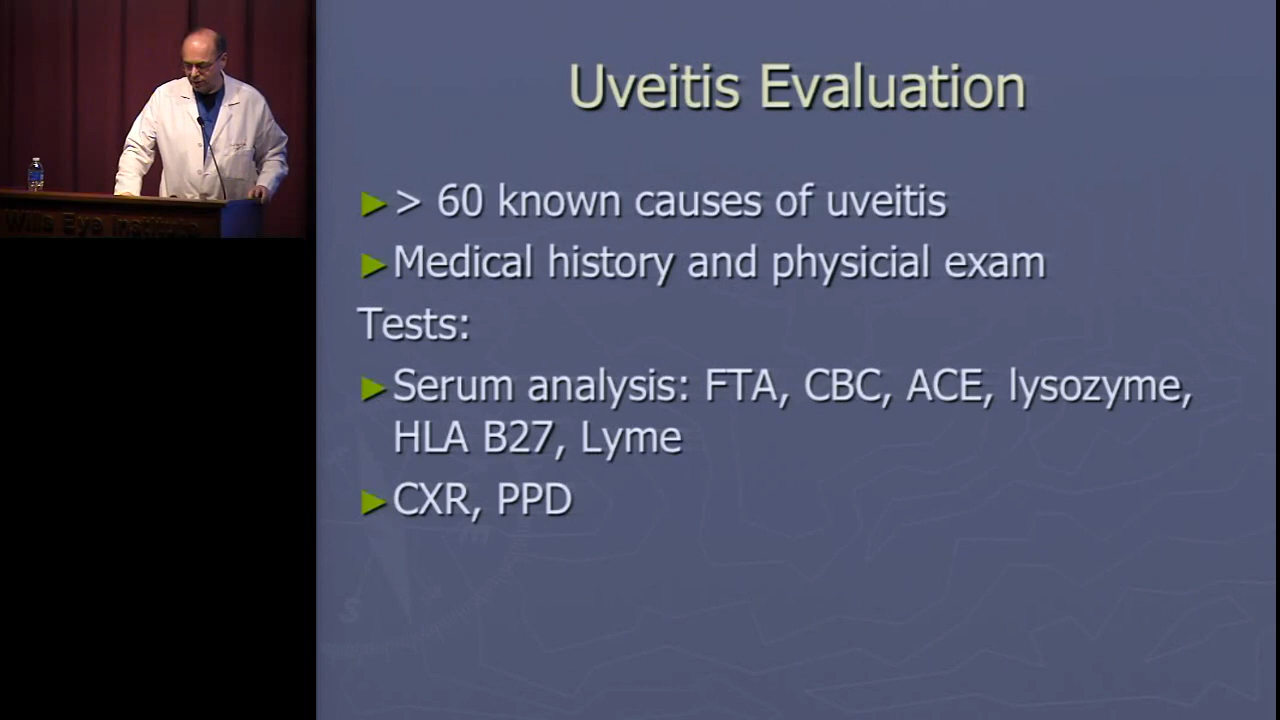 Uveitis Evaluation
► > 60 known causes of uveitis
► Medical history and physicial exam
Tests:
► Serum analysis: FTA, CBC, ACE, lysozyme,
HLA B27, Lyme
► CXR, PPD
Wills Eye Institute